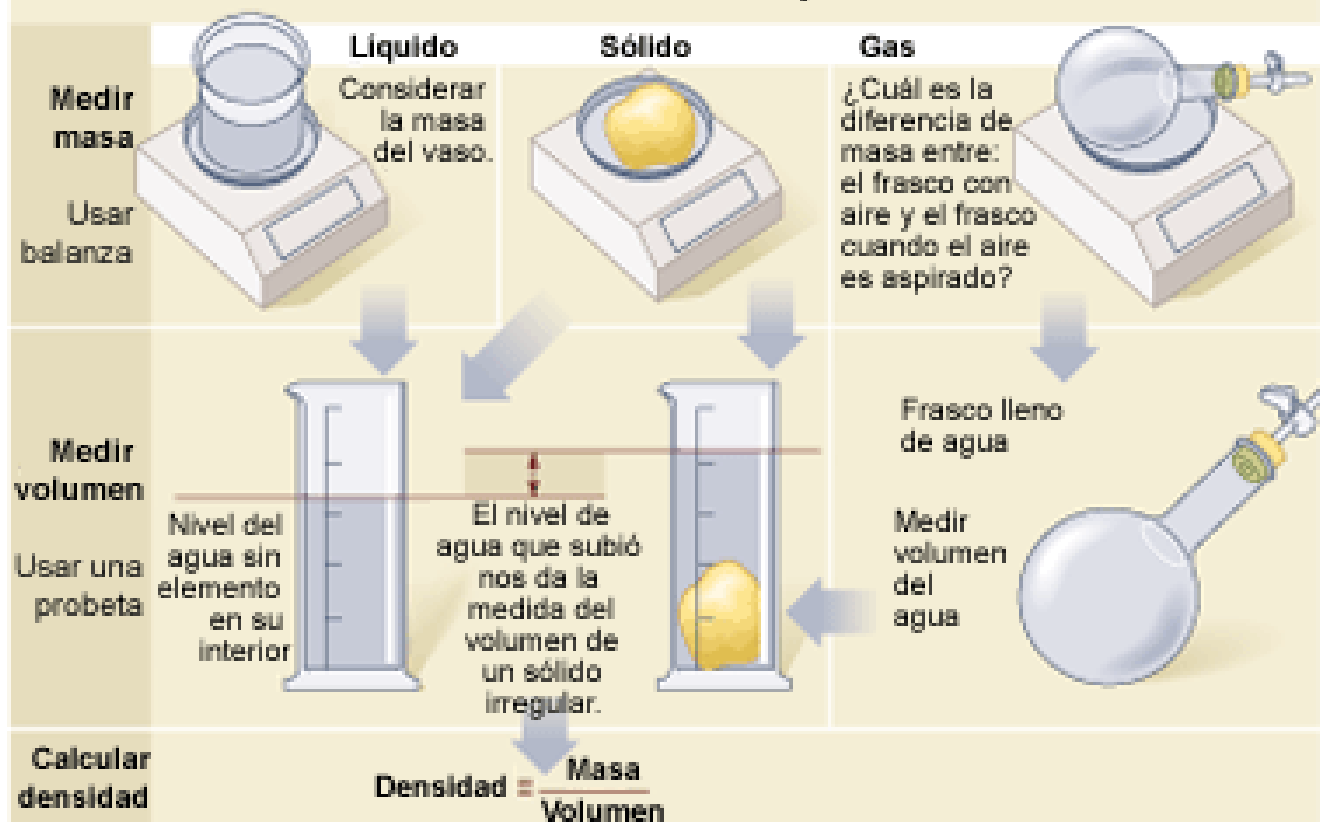 Liquido
Sólido
Gas
Medir
masa
Usar
balanza
Considerar
la masa
del vaso.
¿Cuál es la
diferencia de
masa entre:
el frasco con
aire y el frasco
cuando el aire
es aspirado?
Medir
volumen
Usar una
probeta
Nivel del
agua sin
elemento
en su
interior
El nivel de
agua que subió
nos da la
medida del
volumen de
un sólido
irregular.
Frasco lleno
de agua
Medir
volumen
del
agua
Calcular
densidad
Densidad = Masa
Volumen